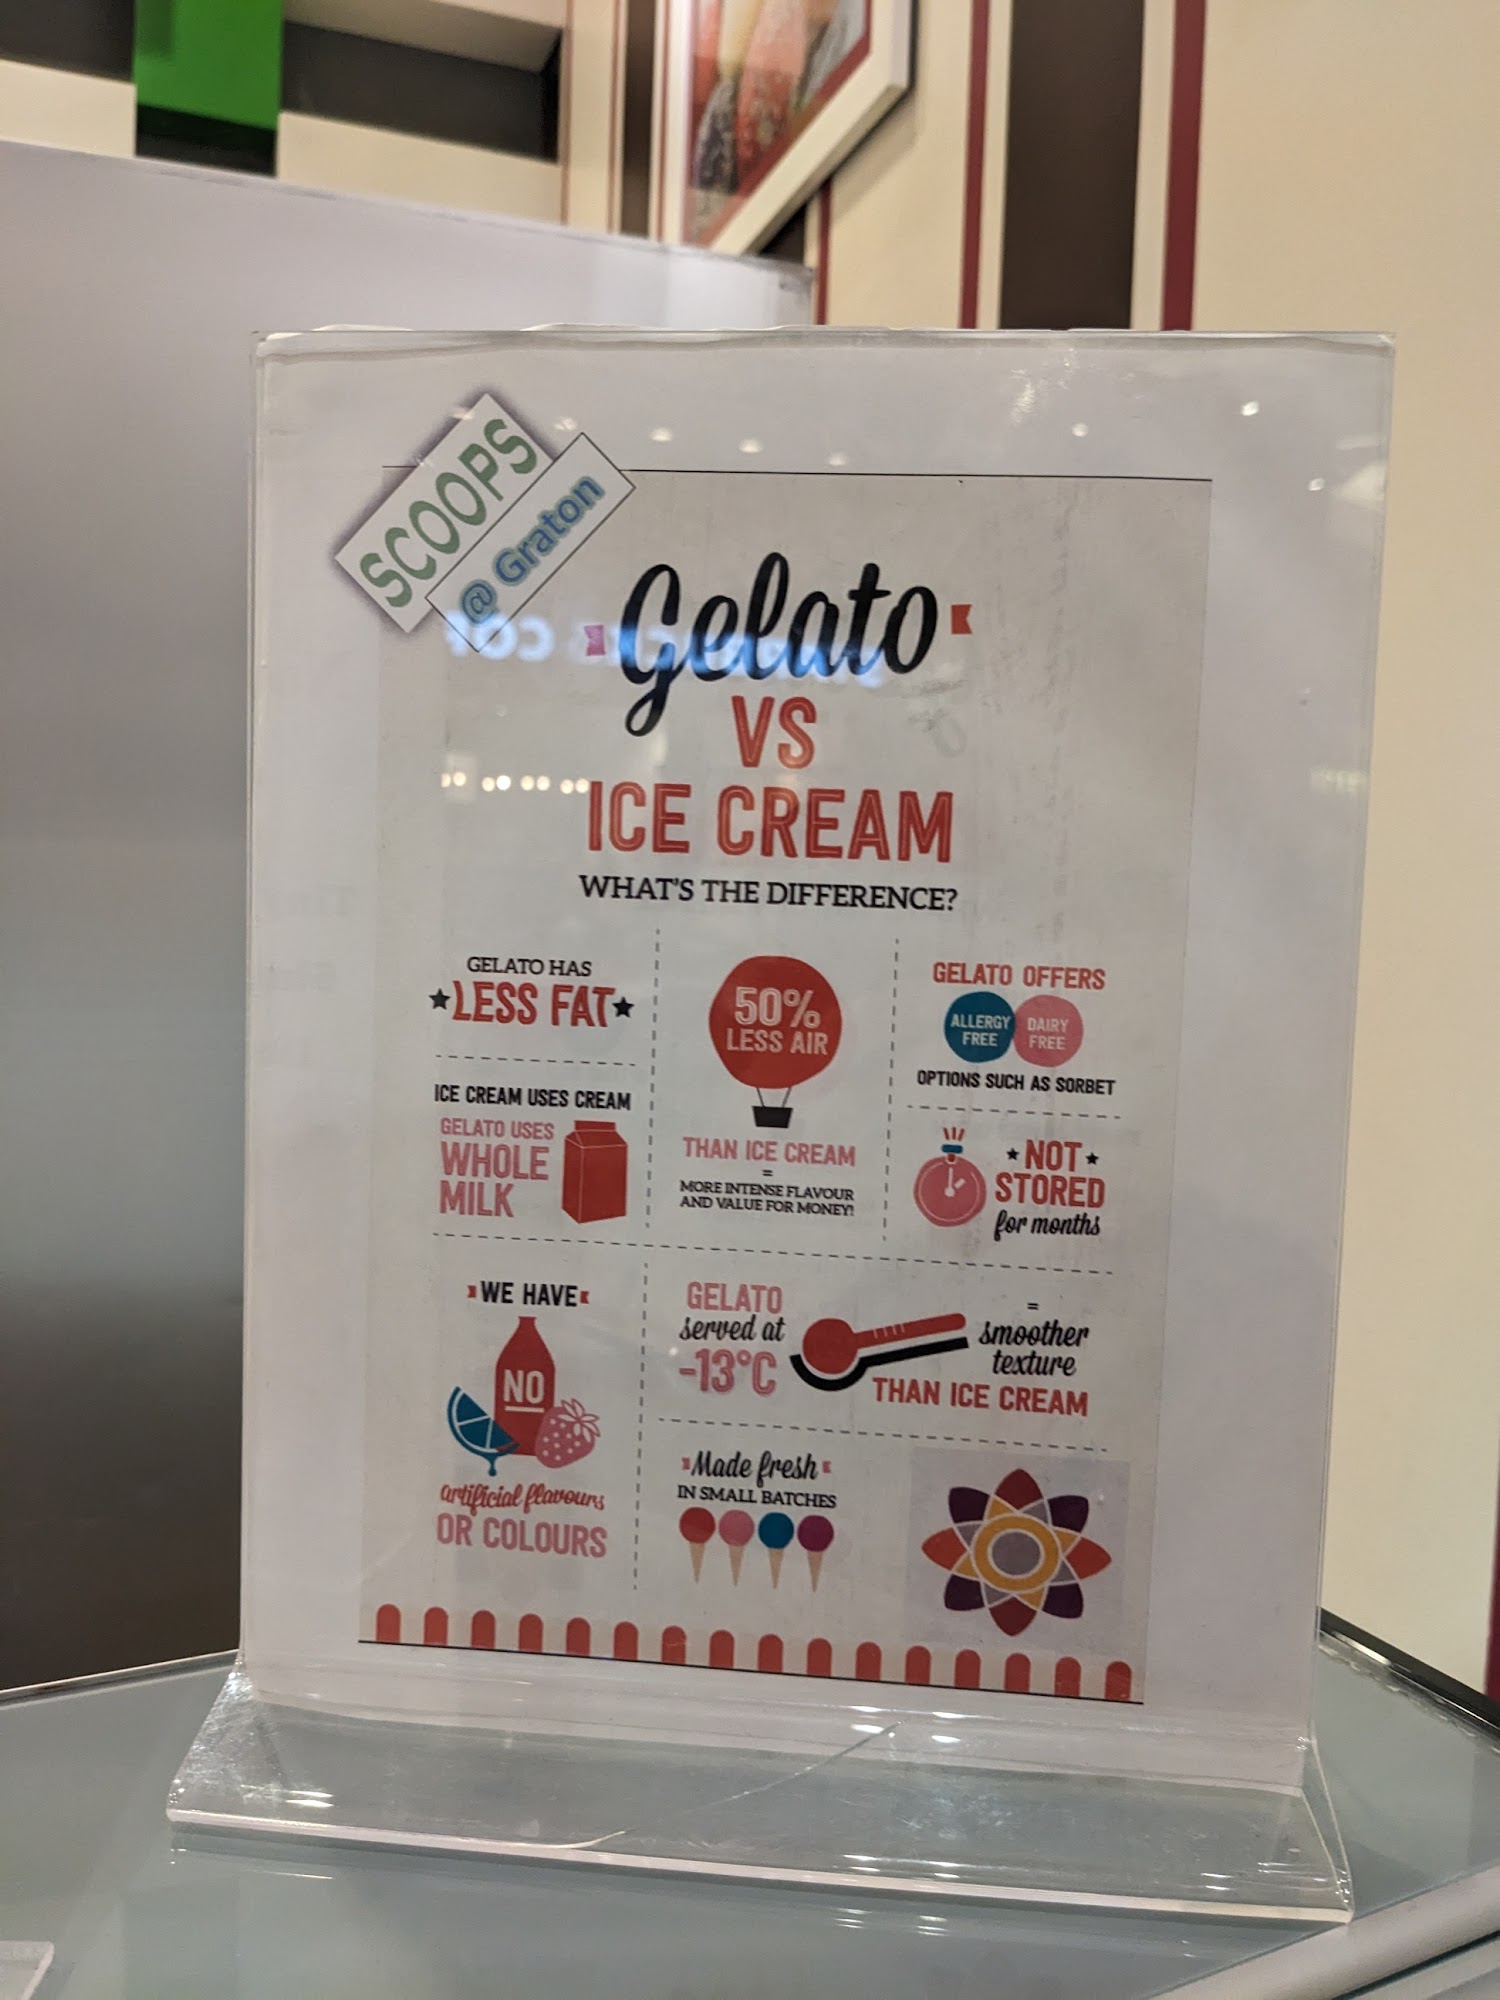 SCOOPS
@ Graton
Gelato
VS
ICE CREAM
WHAT'S THE DIFFERENCE?
GELATO HAS
LESS FAT
ICE CREAM USES CREAM
GELATO USES
WHOLE
MILK
50%
LESS AIR
THAN ICE CREAM
=
MORE INTENSE FLAVOUR
AND VALUE FOR MONEY!
GELATO OFFERS
ALLERGY
FREE
DAIRY
FREE
OPTIONS SUCH AS SORBET
NOT
STORED
for months
WE HAVE
NO
artificial flavours
OR COLOURS
GELATO
served at
-13°C
=
smoother
texture
THAN ICE CREAM
Made fresh
IN SMALL BATCHES